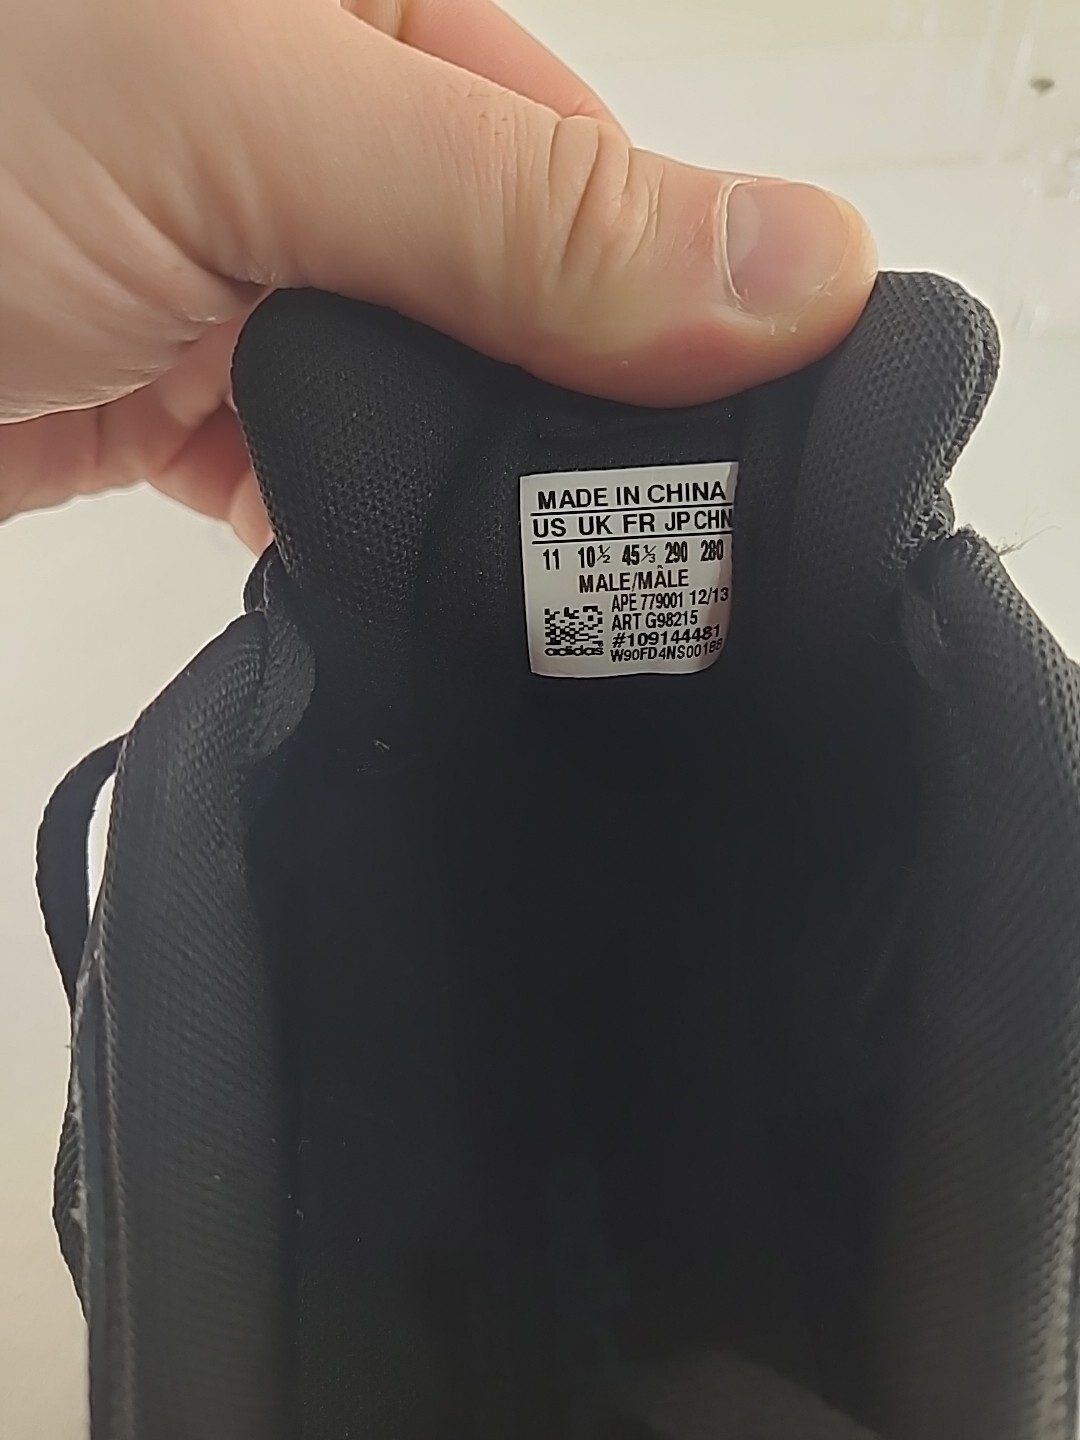 MADE IN CHINA
US UK FR JP CHN
11 10½ 45⅓ 290 280
MALE/MÂLE
APE 779001 12/13
ART G98215
#109144481
adidas W90FD4NS00188